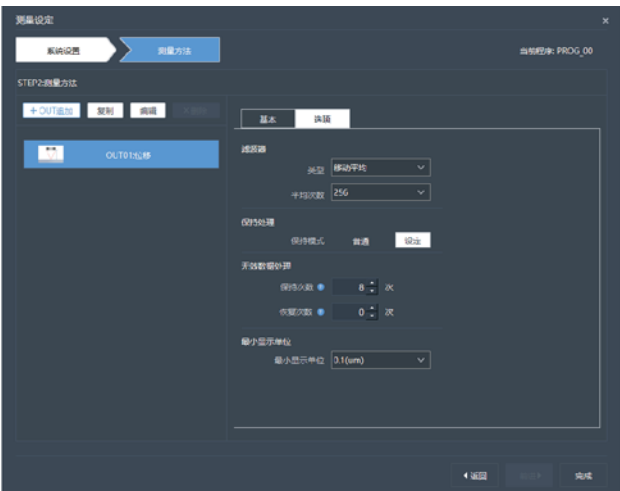 测量设定
×
系统设置
测量方法
当前程序: PROG_00
STEP2:测量方法
+OUT追加
复制
编辑
OUT01:位移
基本
选项
滤波器
类型 移动平均
平均次数 256
保持处理
保持模式 普通 设定
无效数据处理
保持次数 8 次
恢复次数 0 次
最小显示单位
最小显示单位 0.1(um)
返回
完成